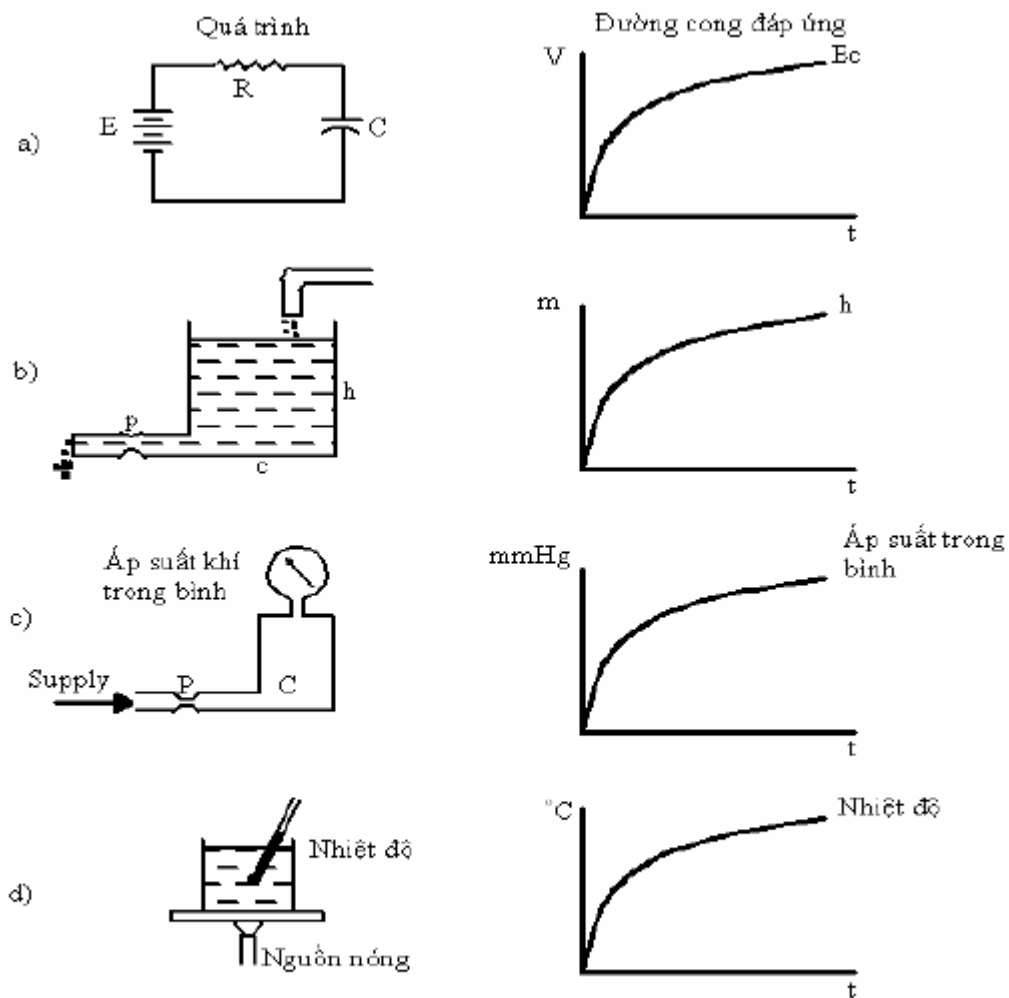 Quá trình
Đường cong đáp ứng
a)
E
R
C
V
Ec
t
b)
p
h
c
m
h
t
c)
Áp suất khí
trong bình
Supply
P
C
mmHg
Áp suất trong
bình
t
d)
Nhiệt độ
Nguồn nóng
°C
Nhiệt độ
t